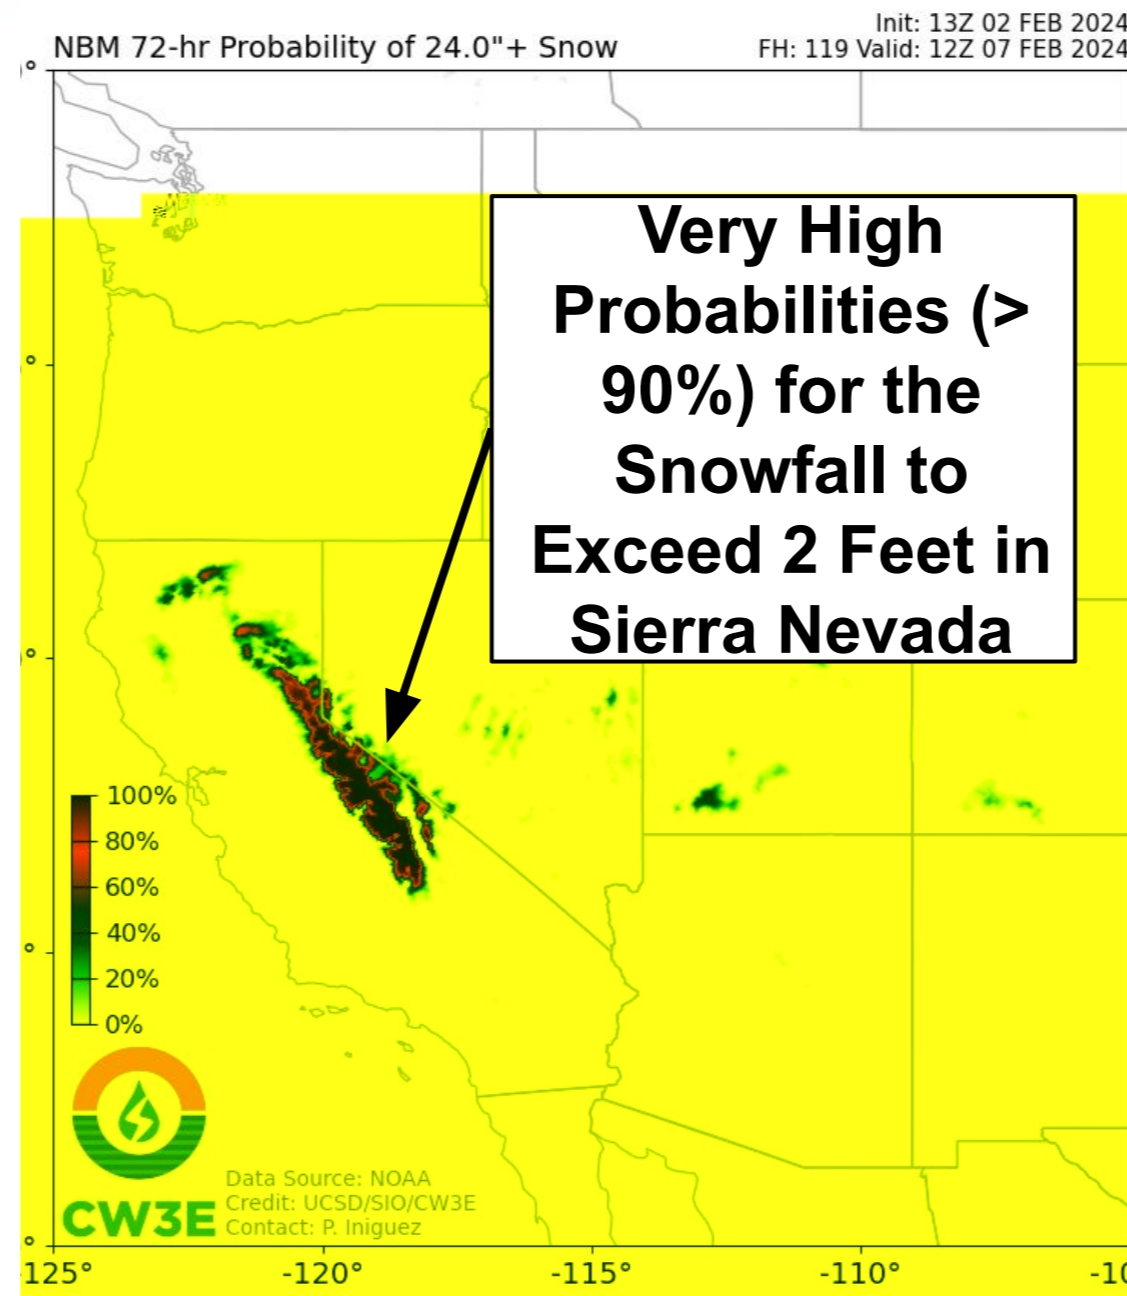 Init: 13Z 02 FEB 2024
NBM 72-hr Probability of 24.0"+ Snow
FH: 119 Valid: 12Z 07 FEB 2024
Very High
Probabilities (>
90%) for the
Snowfall to
Exceed 2 Feet in
Sierra Nevada
100%
80%
60%
40%
20%
0%
CW3E
Data Source: NOAA
Credit: UCSD/SIO/CW3E
Contact: P. Iniguez
-125°
-120°
-115°
-110°